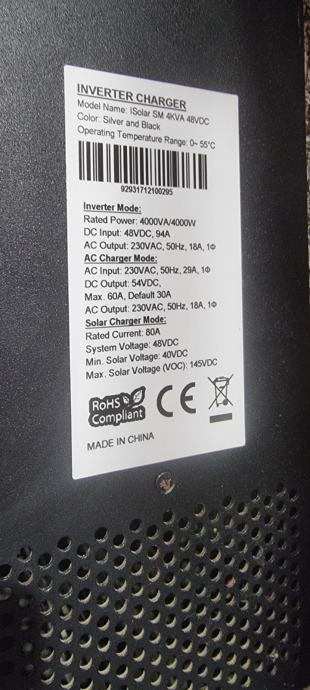 INVERTER CHARGER
Model Name: ISolar SM 4KVA 48VDC
Color: Silver and Black
Operating Temperature Range: 0~ 55°C
92931712100295
Inverter Mode:
Rated Power: 4000VA/4000W
DC Input: 48VDC, 94A
AC Output: 230VAC, 50Hz, 18A, 1Φ
AC Charger Mode:
AC Input: 230VAC, 50Hz, 29A, 1Φ
DC Output: 54VDC,
Max. 60A, Default 30A
AC Output: 230VAC, 50Hz, 18A, 1Φ
Solar Charger Mode:
Rated Current: 80A
System Voltage: 48VDC
Min. Solar Voltage: 40VDC
Max. Solar Voltage (VOC): 145VDC
RoHS
Compliant
CE
MADE IN CHINA